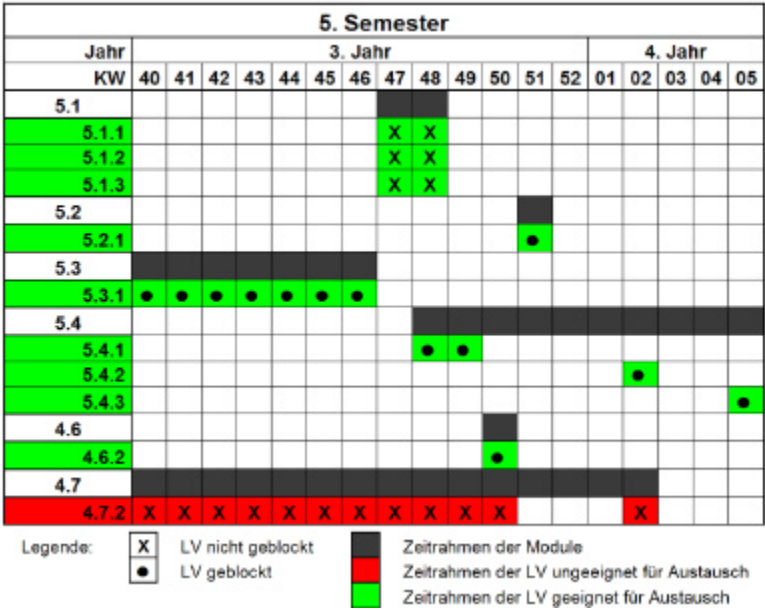 5. Semester
Jahr 3. Jahr 4. Jahr
KW 40 41 42 43 44 45 46 47 48 49 50 51 52 01 02 03 04 05
5.1
5.1.1 X X
5.1.2 X X
5.1.3 X X
5.2
5.2.1 ●
5.3
5.3.1 ● ● ● ● ● ● ●
5.4
5.4.1 ● ●
5.4.2 ●
5.4.3 ●
4.6
4.6.2 ●
4.7
4.7.2 X X X X X X X X X X X X
Legende: X LV nicht geblockt Zeitrahmen der Module
● LV geblockt Zeitrahmen der LV ungeeignet für Austausch
Zeitrahmen der LV geeignet für Austausch